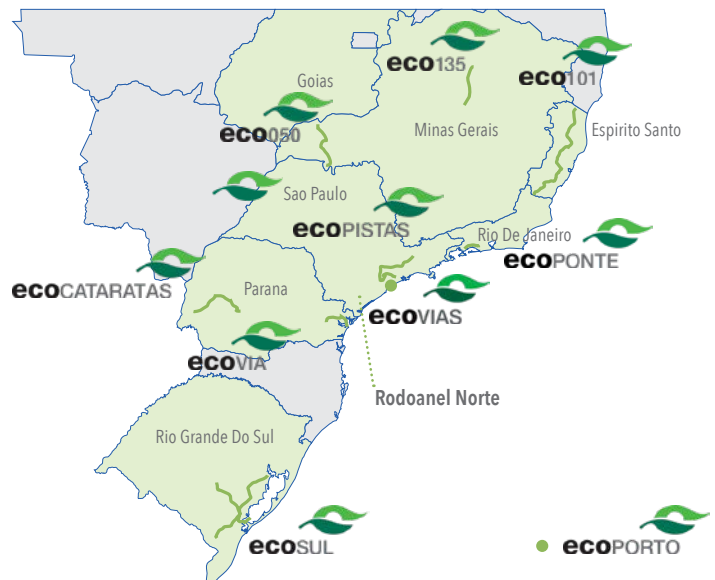 eco135
eco101
Goias
eco050
Minas Gerais
Espirito Santo
Sao Paulo
ecoPISTAS
Rio De Janeiro
ecoPONTE
ecoCATARATAS
Parana
ecoVIAS
ecoVIA
Rodoanel Norte
Rio Grande Do Sul
ecoSUL
ecoPORTO